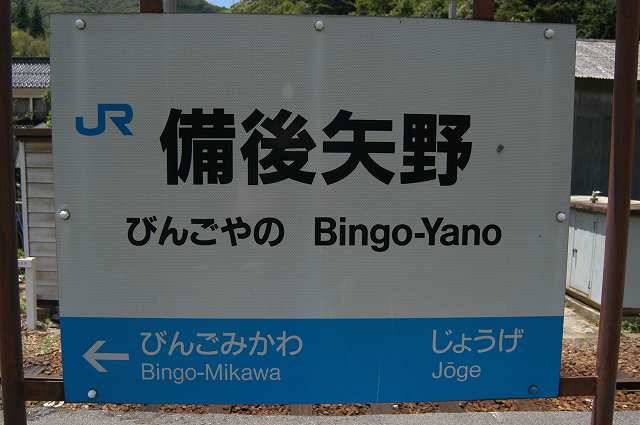 JR
備後矢野
びんごやの Bingo-Yano
← びんごみかわ じょうげ
Bingo-Mikawa Jōge